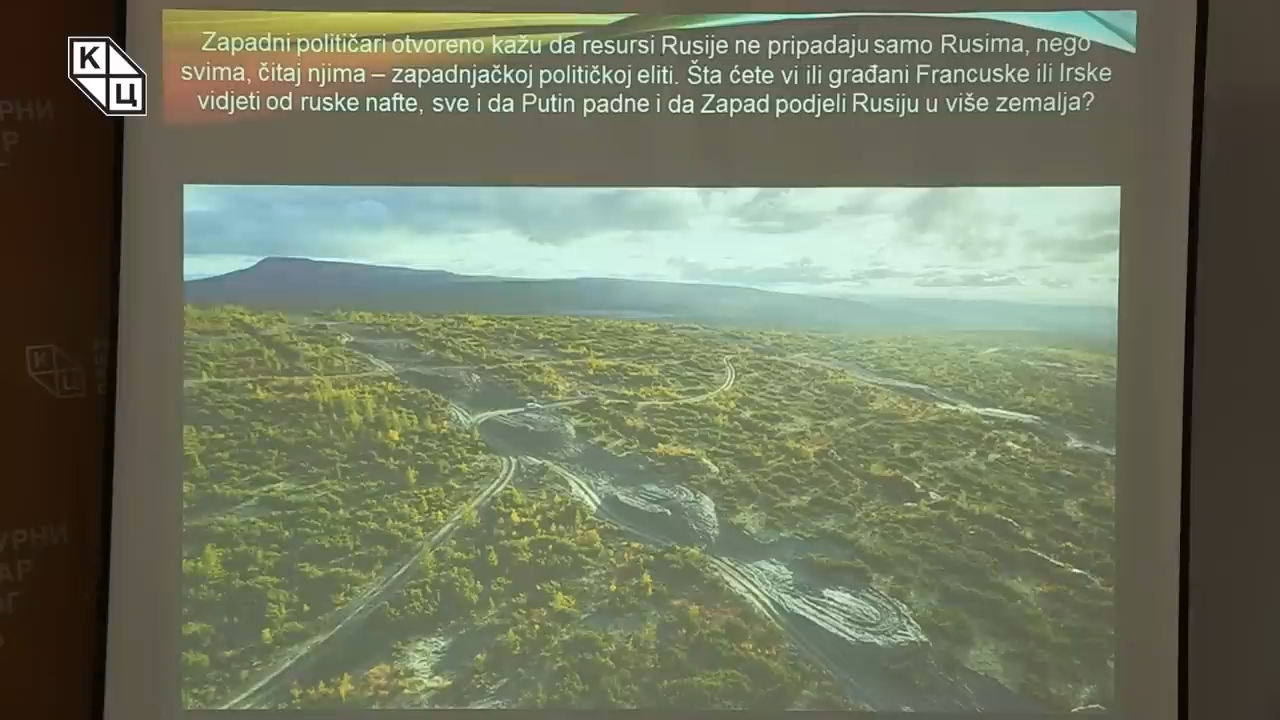 К
Ц
Zapadni političari otvoreno kažu da resursi Rusije ne pripadaju samo Rusima, nego
svima, čitaj njima – zapadnjačkoj političkoj eliti. Šta ćete vi ili građani Francuske ili Irske
vidjeti od ruske nafte, sve i da Putin padne i da Zapad podjeli Rusiju u više zemalja?
К
Ц